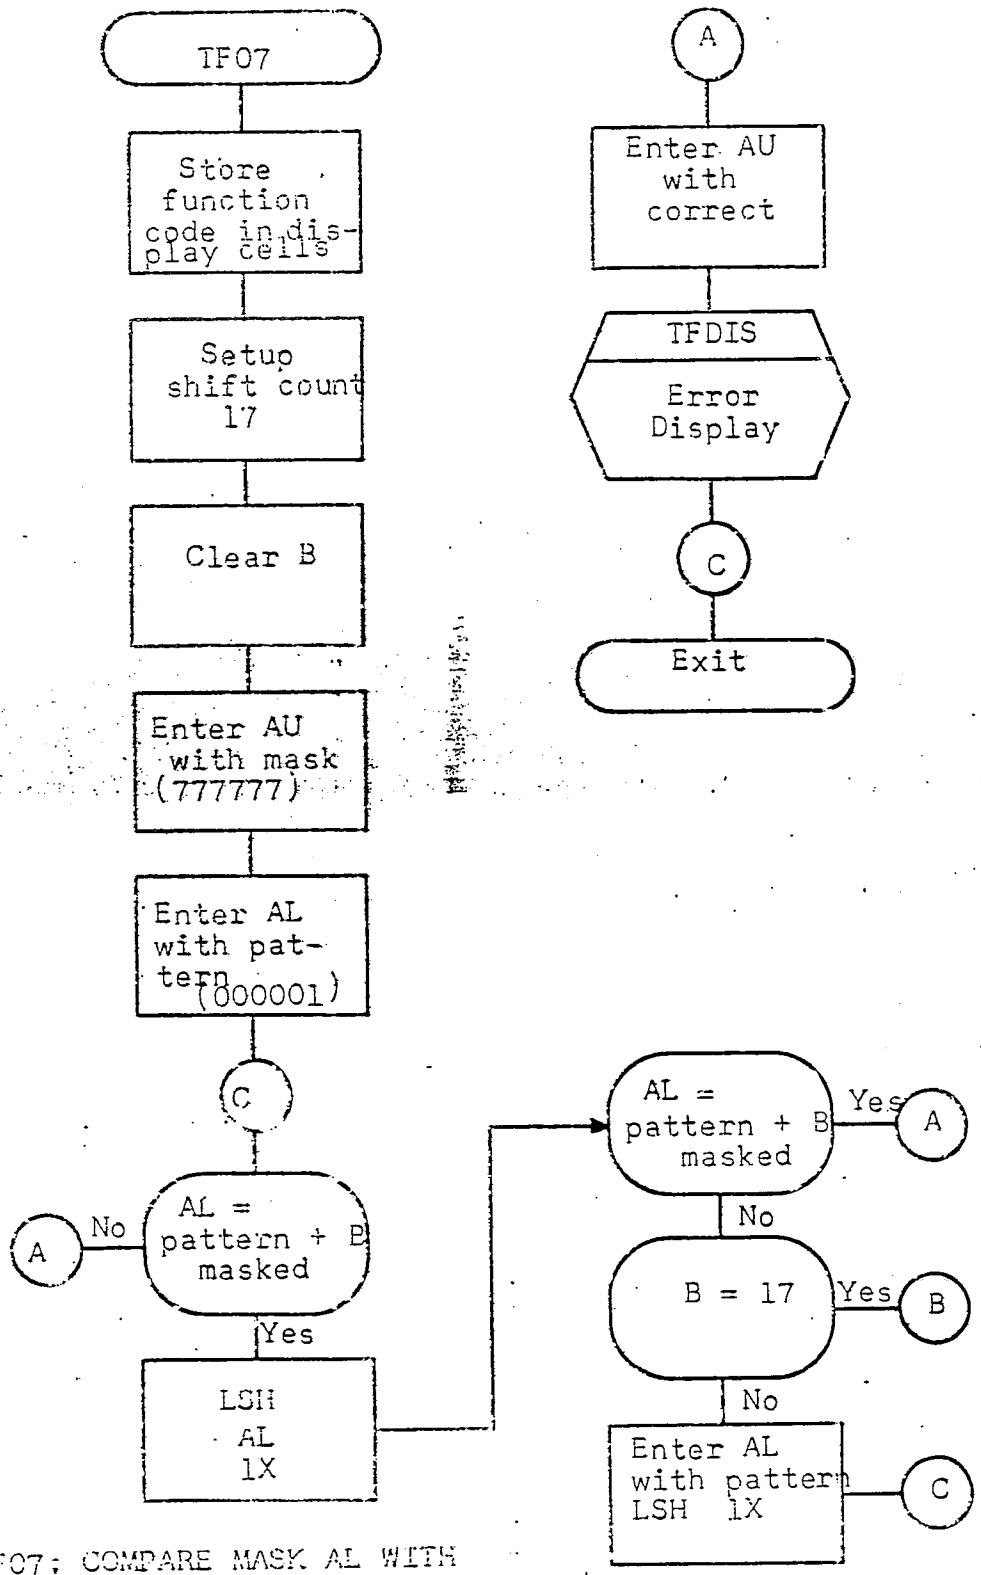 TF07
Store
function
code in dis-
play cells
Setup
shift count
17
Clear B
Enter AU
with mask
(777777)
Enter AL
with pat-
tern
(000001)
C
AL =
pattern + B
masked
No
A
Yes
LSH
AL
1X
A
Enter AU
with
correct
TFDIS
Error
Display
C
Exit
AL =
pattern + B
masked
Yes
A
No
B = 17
Yes
B
No
Enter AL
with pattern
LSH 1X
C
F07: COMPARE MASK AL WITH